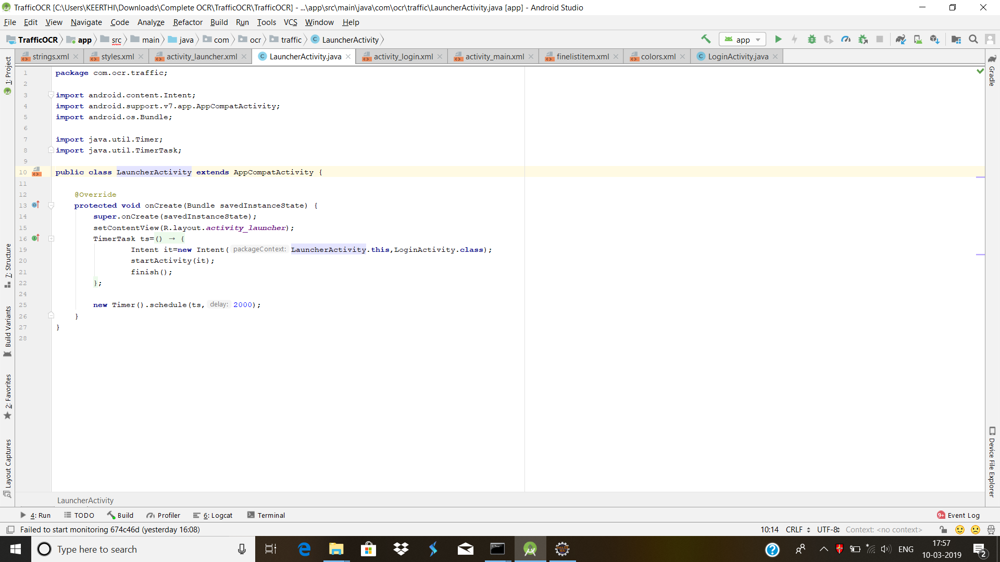 TrafficOCR [C:\Users\KEERTHI\Downloads\Complete OCR\TrafficOCR\TrafficOCR] - ...\app\src\main\java\com\ocr\traffic\LauncherActivity.java [app] - Android Studio
File Edit View Navigate Code Analyze Refactor Build Run Tools VCS Window Help
TrafficOCR app src main java com ocr traffic LauncherActivity app
strings.xml styles.xml activity_launcher.xml LauncherActivity.java activity_login.xml activity_main.xml finelistitem.xml colors.xml LoginActivity.java
1: Project
7: Structure
Build Variants
2: Favorites
Layout Captures
1 package com.ocr.traffic;
2
3 import android.content.Intent;
4 import android.support.v7.app.AppCompatActivity;
5 import android.os.Bundle;
6
7 import java.util.Timer;
8 import java.util.TimerTask;
9
10 public class LauncherActivity extends AppCompatActivity {
11
12 @Override
13 protected void onCreate(Bundle savedInstanceState) {
14 super.onCreate(savedInstanceState);
15 setContentView(R.layout.activity_launcher);
16 TimerTask ts=() → {
19 Intent it=new Intent( packageContext: LauncherActivity.this,LoginActivity.class);
20 startActivity(it);
21 finish();
22 };
24
25 new Timer().schedule(ts, delay: 2000);
26 }
27 }
28
Gradle
Device File Explorer
LauncherActivity
4: Run TODO Build Profiler 6: Logcat Terminal 9+ Event Log
Failed to start monitoring 674c46d (yesterday 16:08) 10:14 CRLF UTF-8 Context: <no context>
Type here to search ENG 17:57
10-03-2019 2